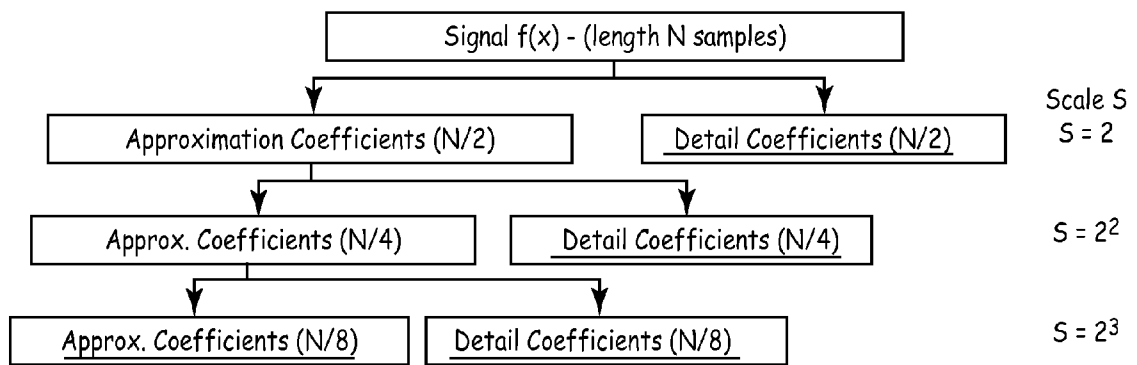 Signal f(x) - (length N samples)
Scale S
Approximation Coefficients (N/2)
Detail Coefficients (N/2)
S = 2
Approx. Coefficients (N/4)
Detail Coefficients (N/4)
S = 2²
Approx. Coefficients (N/8)
Detail Coefficients (N/8)
S = 2³